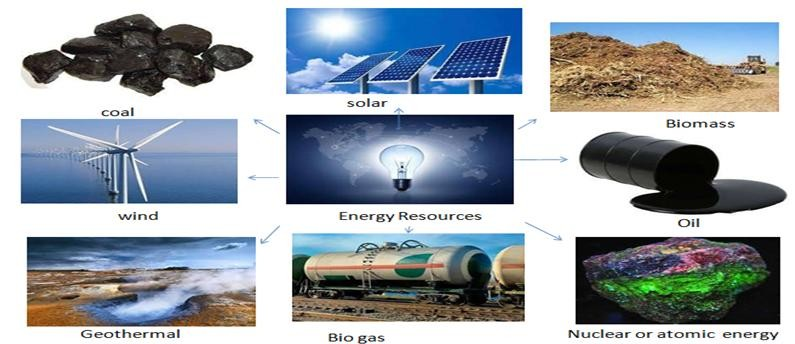 coal
solar
Biomass
wind
Energy Resources
Oil
Geothermal
Bio gas
Nuclear or atomic energy